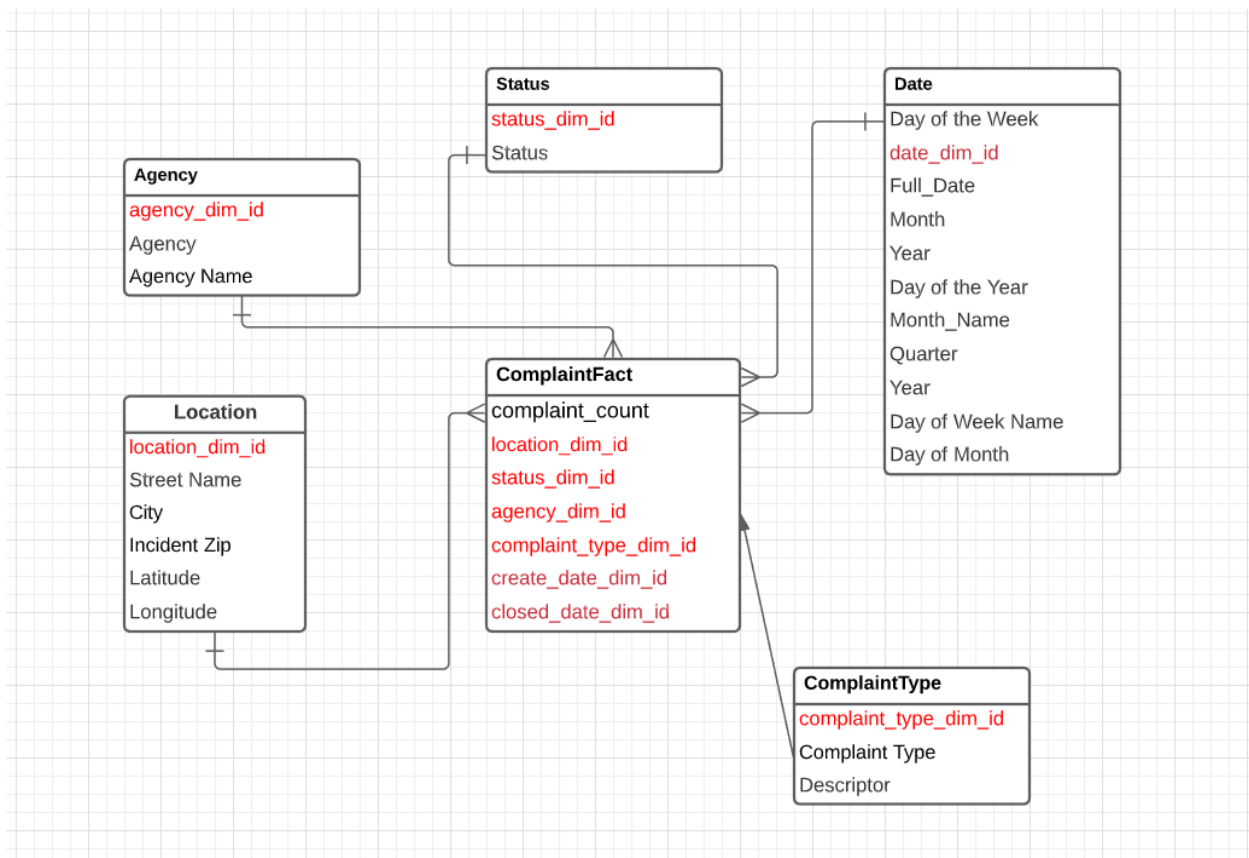 Status
status_dim_id
Status
Date
Day of the Week
date_dim_id
Full_Date
Month
Year
Day of the Year
Month_Name
Quarter
Year
Day of Week Name
Day of Month
Agency
agency_dim_id
Agency
Agency Name
Location
location_dim_id
Street Name
City
Incident Zip
Latitude
Longitude
ComplaintFact
complaint_count
location_dim_id
status_dim_id
agency_dim_id
complaint_type_dim_id
create_date_dim_id
closed_date_dim_id
ComplaintType
complaint_type_dim_id
Complaint Type
Descriptor